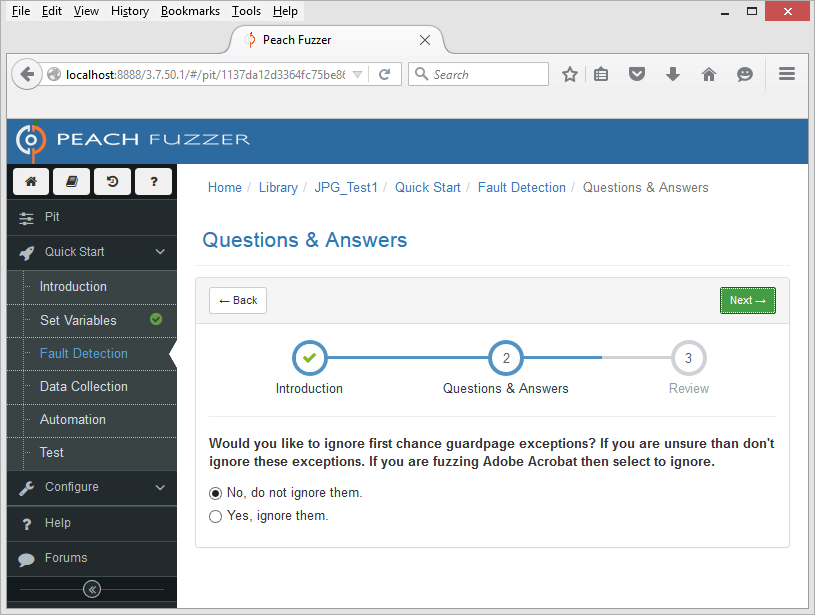 File Edit View History Bookmarks Tools Help
Peach Fuzzer
localhost:8888/3.7.50.1/#/pit/1137da12d3364fc75be86
Search
PEACH FUZZER
?
Home / Library / JPG_Test1 / Quick Start / Fault Detection / Questions & Answers
Pit
Quick Start
Introduction
Set Variables
Fault Detection
Data Collection
Automation
Test
Configure
? Help
Forums
Questions & Answers
← Back
Next →
2
3
Introduction
Questions & Answers
Review
Would you like to ignore first chance guardpage exceptions? If you are unsure than don't
ignore these exceptions. If you are fuzzing Adobe Acrobat then select to ignore.
No, do not ignore them.
Yes, ignore them.